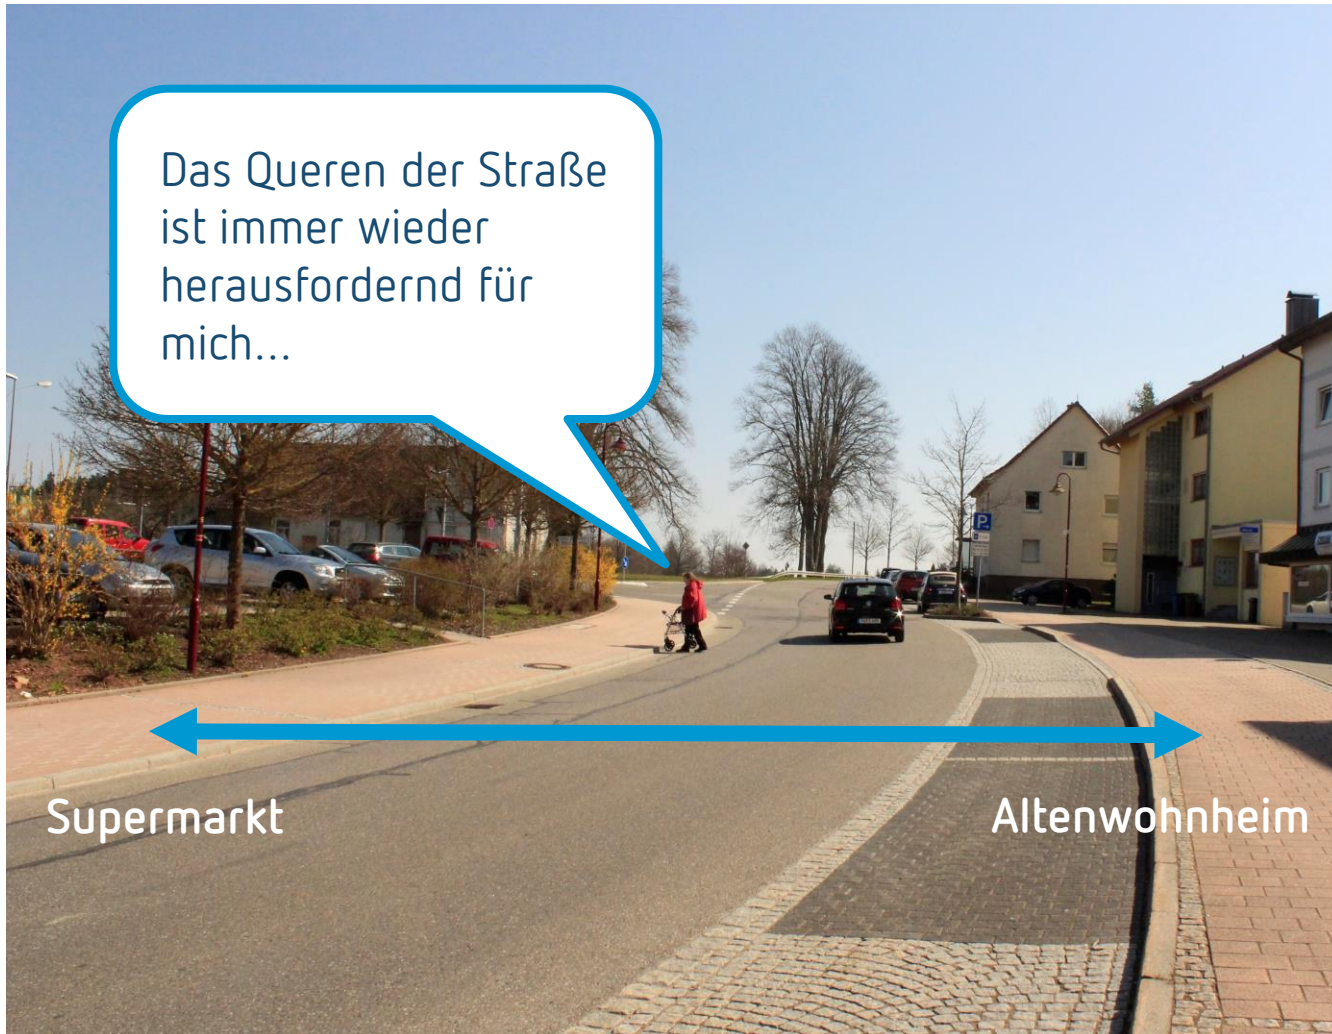 Das Queren der Straße
ist immer wieder
herausfordernd für
mich...
P
Supermarkt
Altenwohnheim